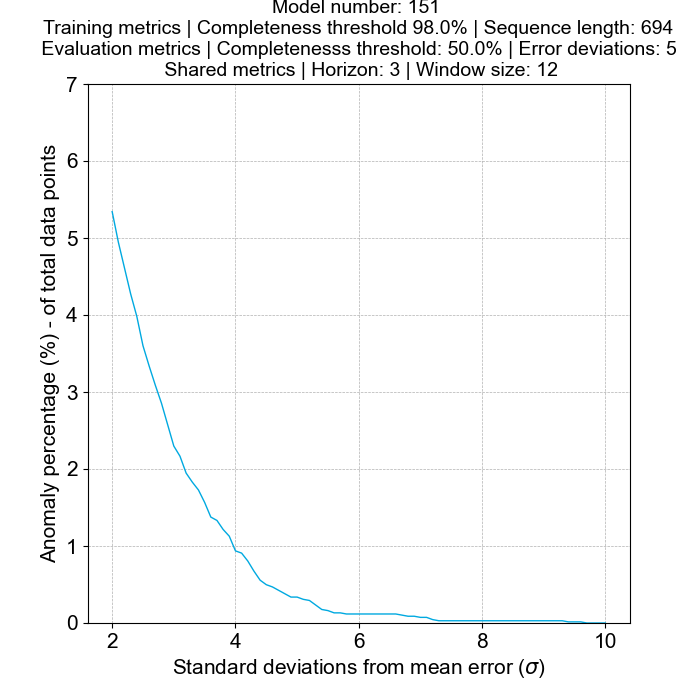 Model number: 151
Training metrics | Completeness threshold 98.0% | Sequence length: 694
Evaluation metrics | Completenesss threshold: 50.0% | Error deviations: 5
Shared metrics | Horizon: 3 | Window size: 12
7
6
5
4
3
2
1
0
Anomaly percentage (%) - of total data points
2 4 6 8 10
Standard deviations from mean error (σ)